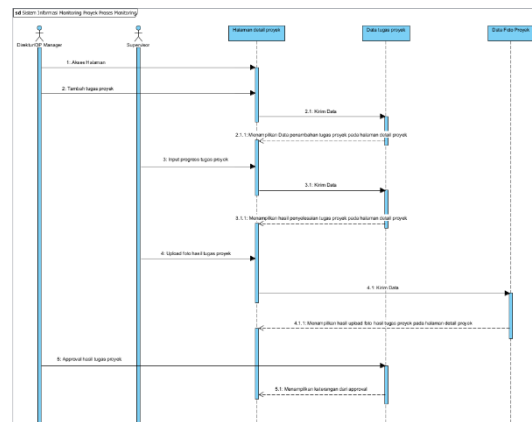 sd Sistem Informasi Monitoring Proyek Proses Monitoring
Direktur/OP Manager
Supervisor
Halaman detail proyek
Data tugas proyek
Data Foto Proyek
1: Akses Halaman
2: Tambah tugas proyek
2.1: Kirim Data
2.1.1: Menampilkan Data penambahan tugas proyek pada halaman detail proyek
3: Input progress tugas proyek
3.1: Kirim Data
3.1.1: Menampilkan hasil penyelesaian tugas proyek pada halaman detail proyek
4: Upload foto hasil tugas proyek
4.1: Kirim Data
4.1.1: Menampilkan hasil upload foto hasil tugas proyek pada halaman detail proyek
5: Approval hasil tugas proyek
5.1: Menampilkan keterangan dan approval